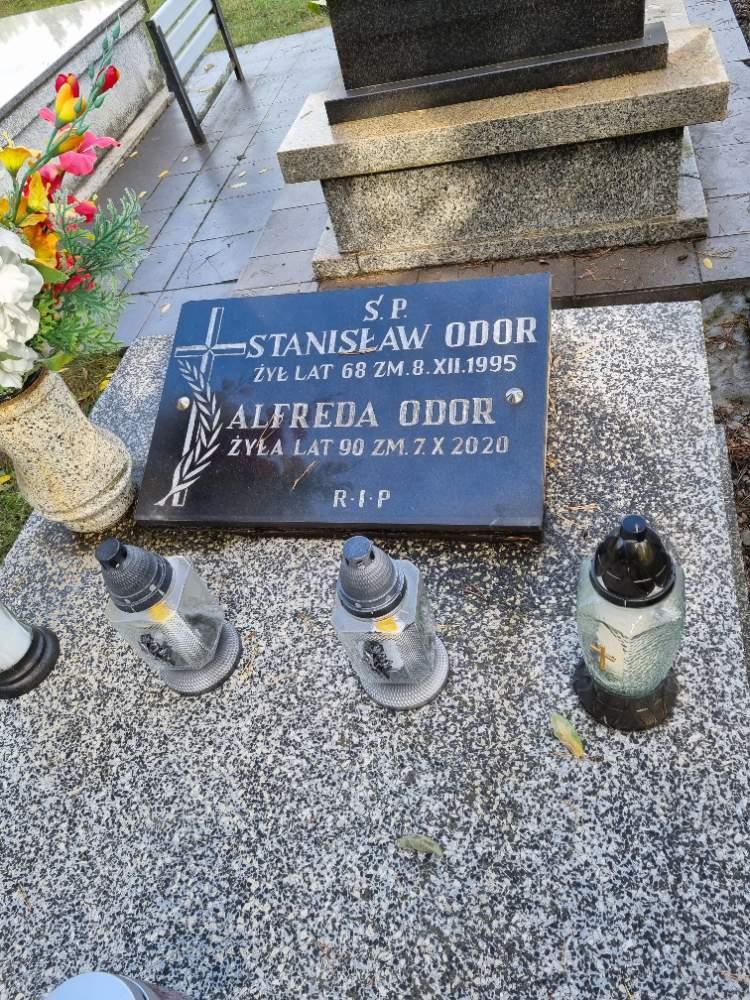 Ś. P.
STANISŁAW ODOR
ŻYŁ LAT 68 ZM. 8. XII. 1995
ALFREDA ODOR
ŻYŁA LAT 90 ZM. 7. X 2020
R·I·P